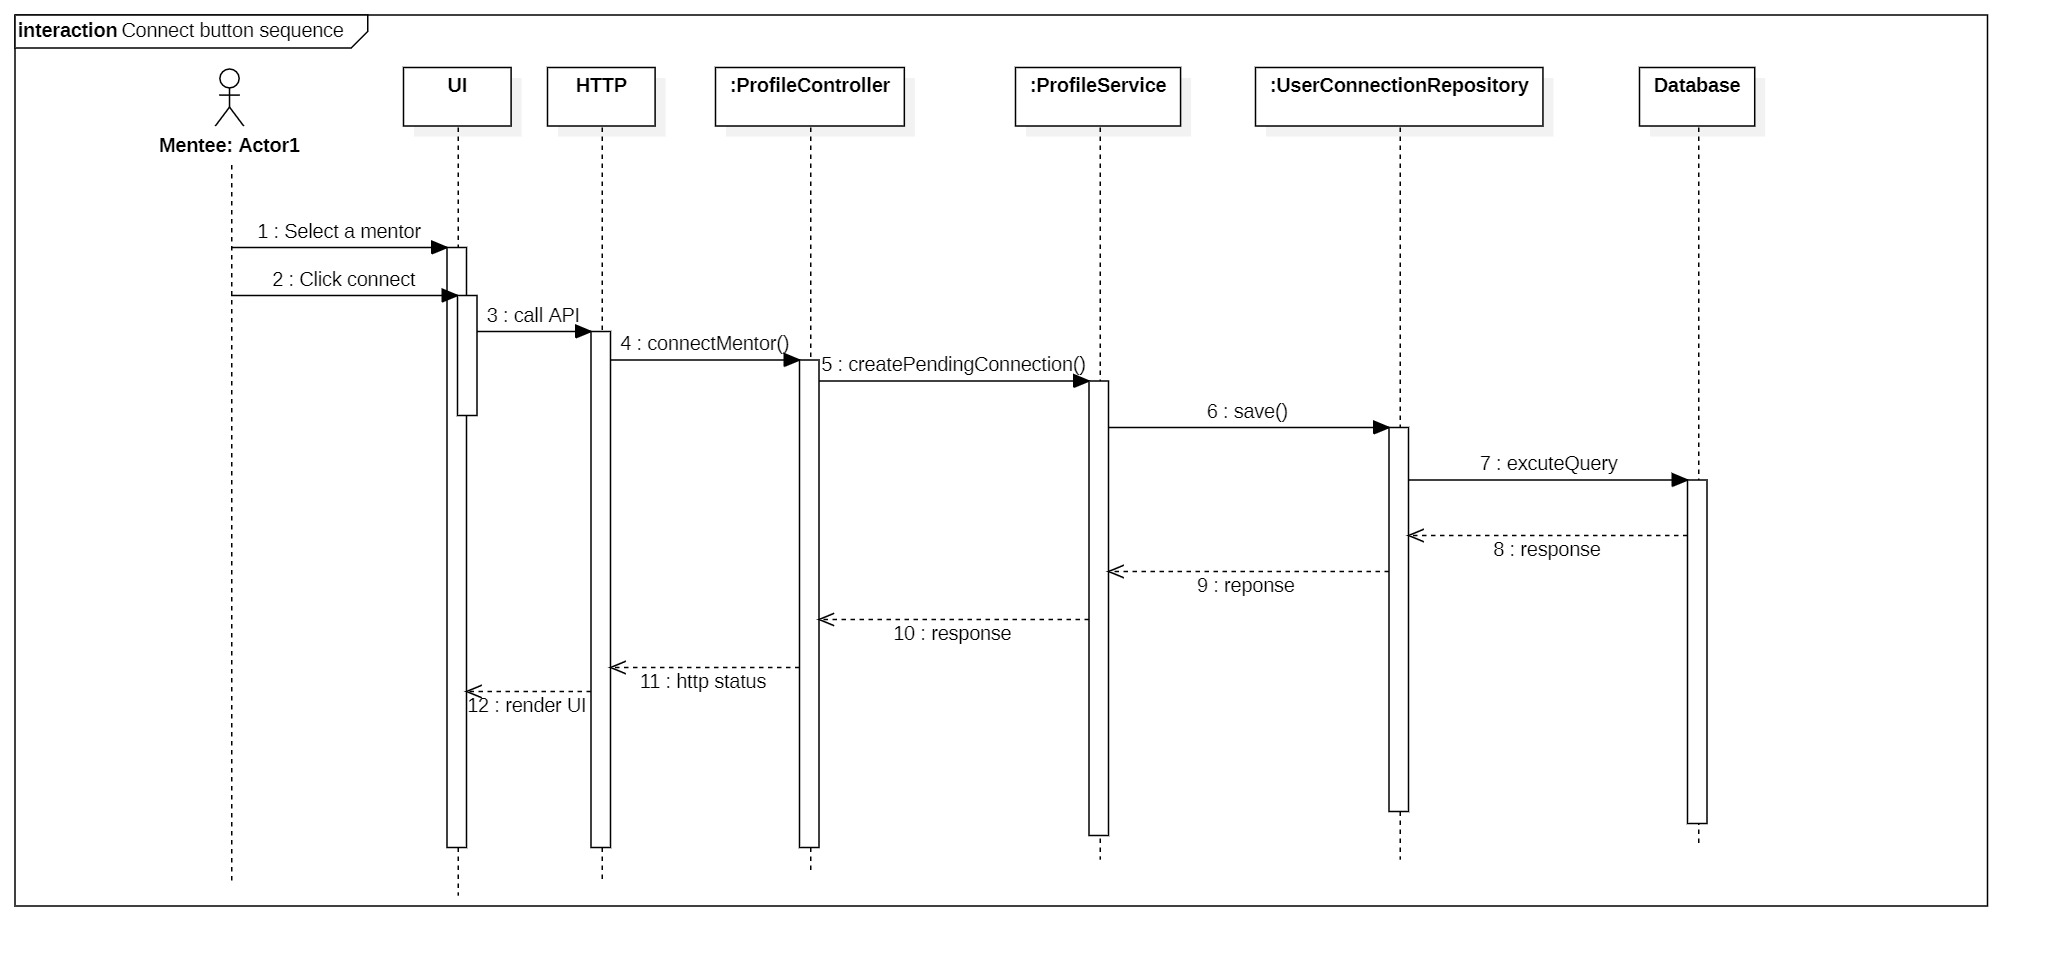 interaction Connect button sequence
UI
HTTP
:ProfileController
:ProfileService
:UserConnectionRepository
Database
Mentee: Actor1
1 : Select a mentor
2 : Click connect
3 : call API
4 : connectMentor()
5 : createPendingConnection()
6 : save()
7 : excuteQuery
8 : response
9 : reponse
10 : response
11 : http status
12 : render UI